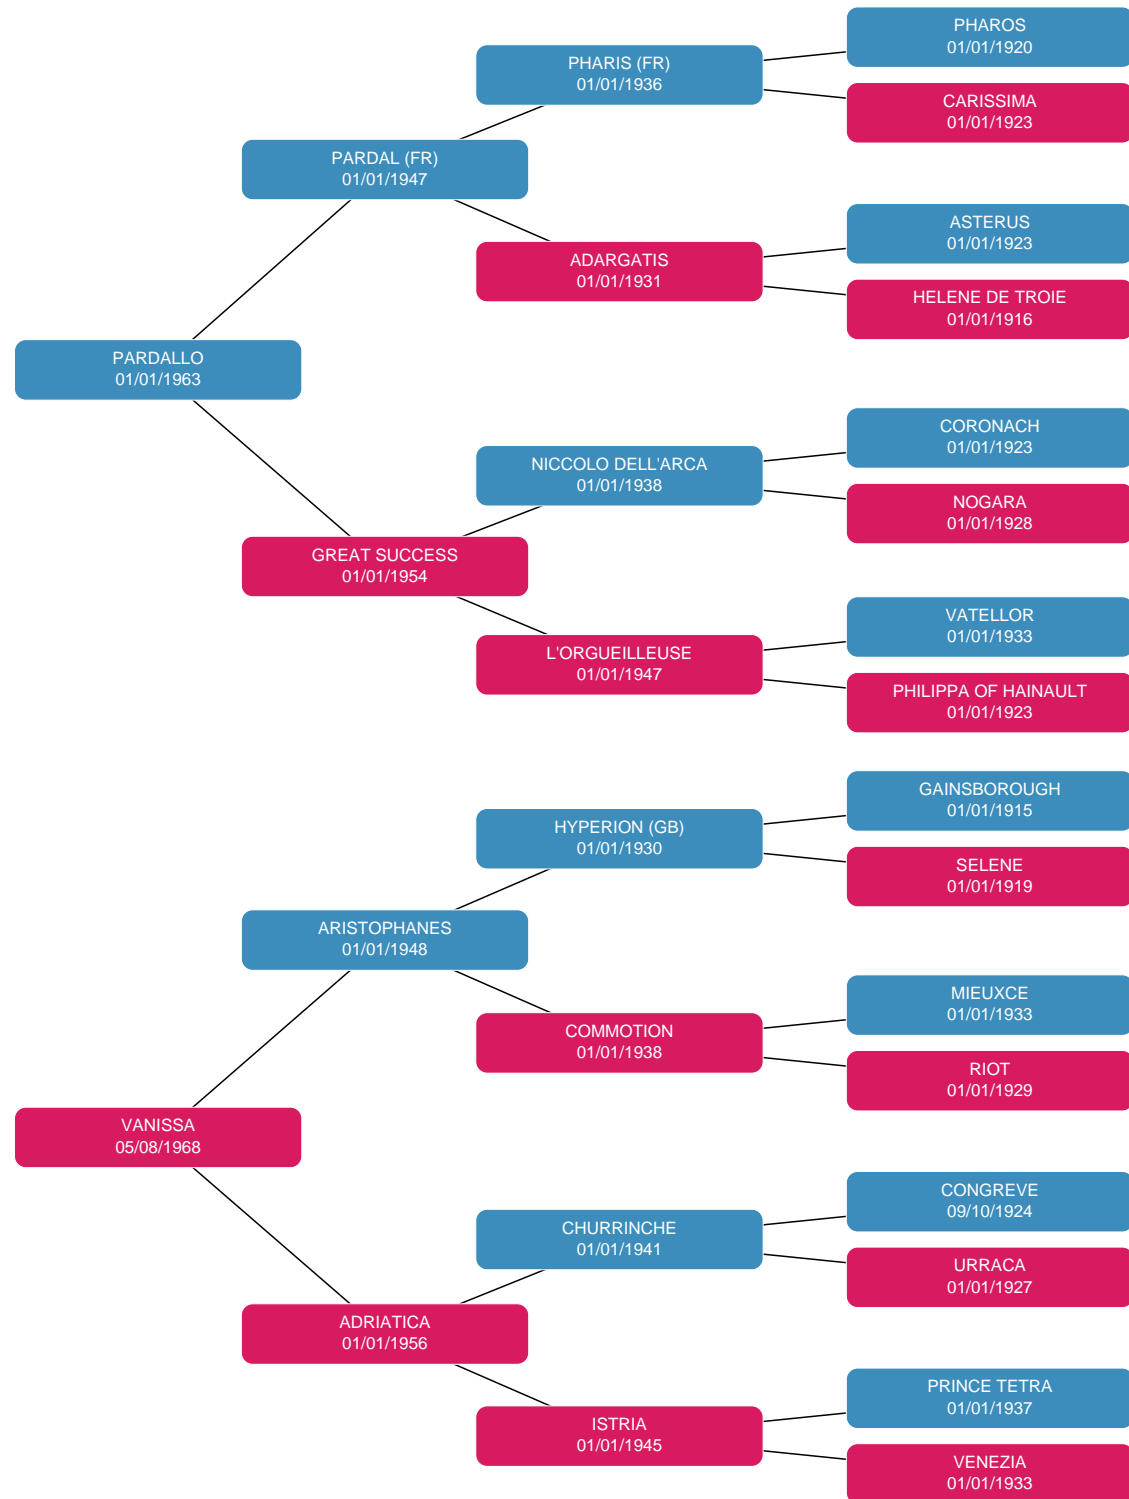 PHAROS
01/01/1920
PHARIS (FR)
01/01/1936
CARISSIMA
01/01/1923
PARDAL (FR)
01/01/1947
ASTERUS
01/01/1923
ADARGATIS
01/01/1931
HELENE DE TROIE
01/01/1916
PARDALLO
01/01/1963
CORONACH
01/01/1923
NICCOLO DELL'ARCA
01/01/1938
NOGARA
01/01/1928
GREAT SUCCESS
01/01/1954
VATELLOR
01/01/1933
L'ORGUEILLEUSE
01/01/1947
PHILIPPA OF HAINAULT
01/01/1923
GAINSBOROUGH
01/01/1915
HYPERION (GB)
01/01/1930
SELENE
01/01/1919
ARISTOPHANES
01/01/1948
MIEUXCE
01/01/1933
COMMOTION
01/01/1938
RIOT
01/01/1929
VANISSA
05/08/1968
CONGREVE
09/10/1924
CHURRINCHE
01/01/1941
URRACA
01/01/1927
ADRIATICA
01/01/1956
PRINCE TETRA
01/01/1937
ISTRIA
01/01/1945
VENEZIA
01/01/1933